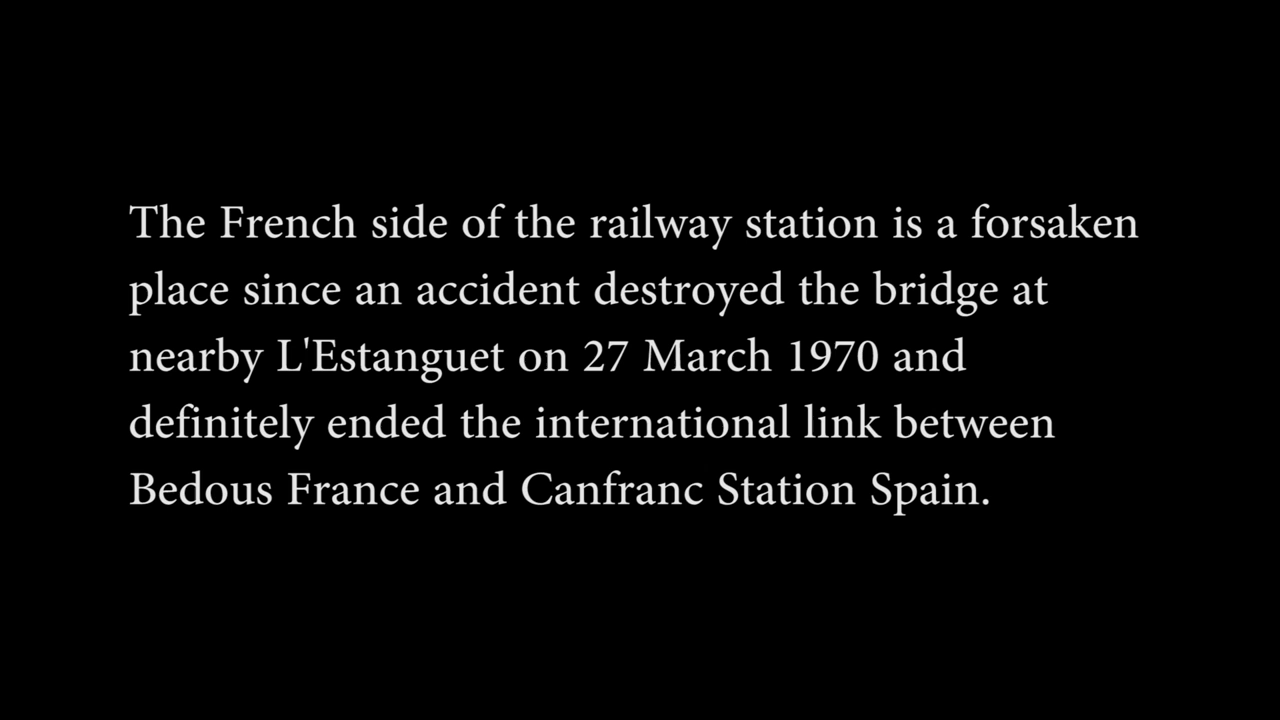 The French side of the railway station is a forsaken
place since an accident destroyed the bridge at
nearby L'Estanguet on 27 March 1970 and
definitely ended the international link between
Bedous France and Canfranc Station Spain.